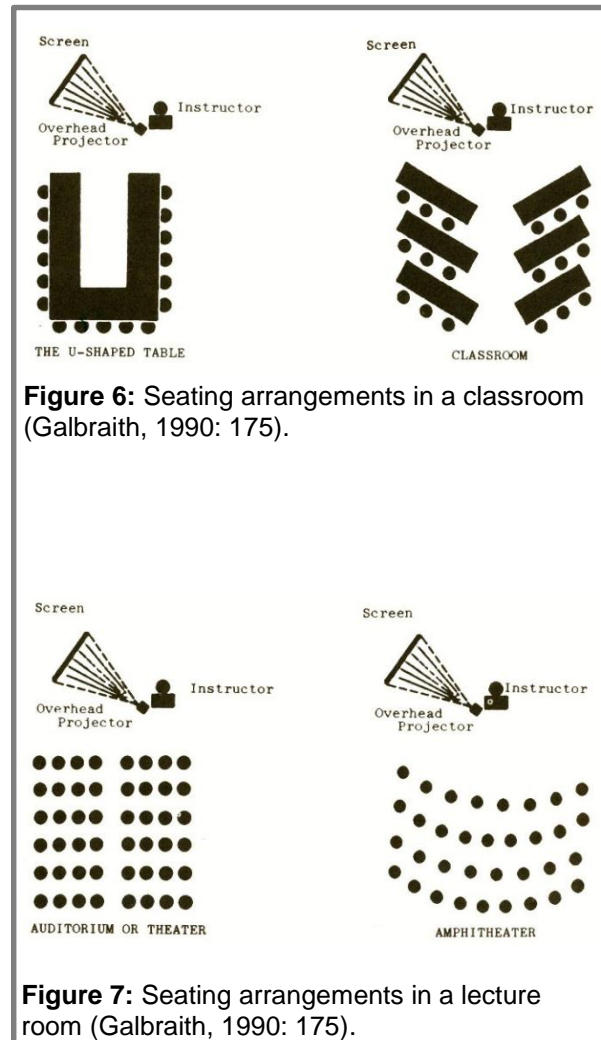 Screen
Instructor
Overhead
Projector
THE U-SHAPED TABLE
Screen
Instructor
Overhead
Projector
CLASSROOM
Figure 6: Seating arrangements in a classroom
(Galbraith, 1990: 175).
Screen
Instructor
Overhead
Projector
AUDITORIUM OR THEATER
Screen
Instructor
Overhead
Projector
AMPHITHEATER
Figure 7: Seating arrangements in a lecture
room (Galbraith, 1990: 175).